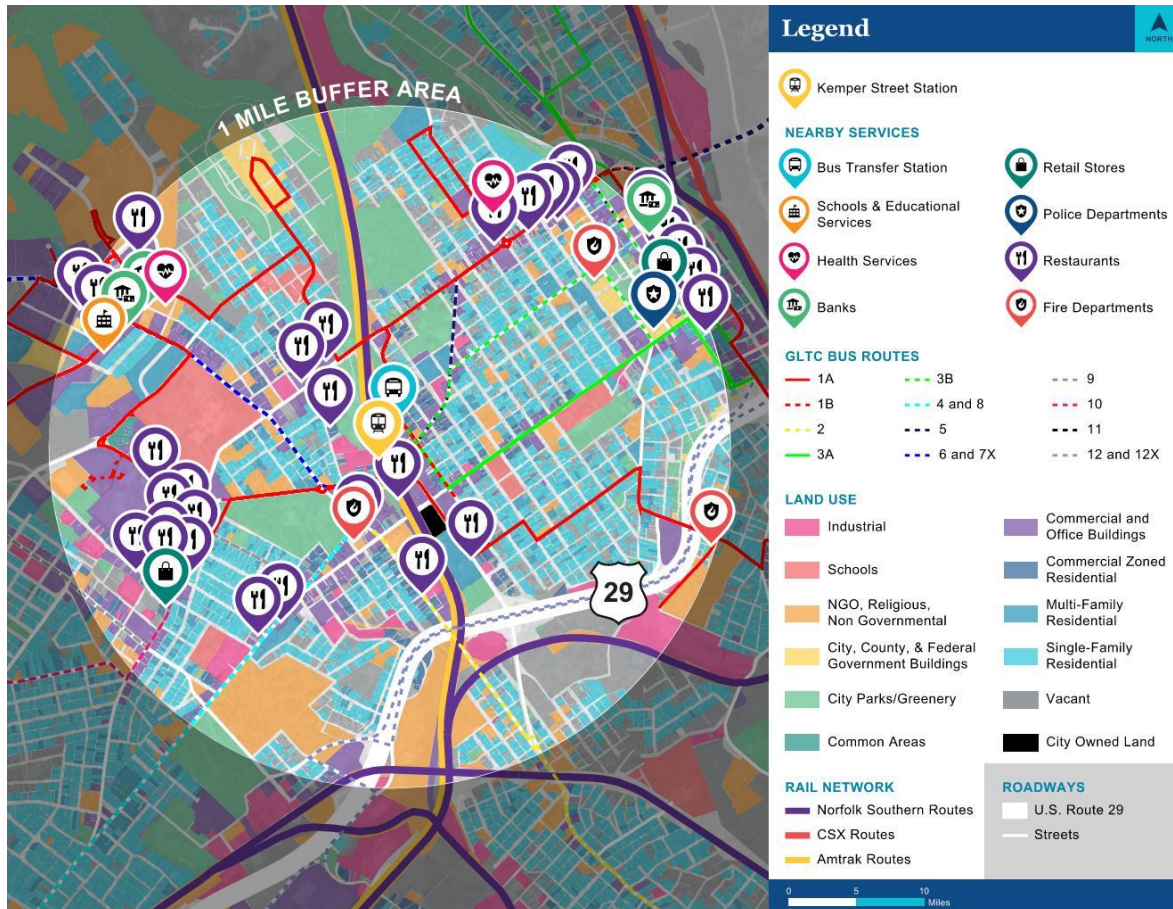 1 MILE BUFFER AREA
29
Legend
NORTH
Kemper Street Station
NEARBY SERVICES
Bus Transfer Station
Schools & Educational
Services
Health Services
Banks
Retail Stores
Police Departments
Restaurants
Fire Departments
GLTC BUS ROUTES
1A
1B
2
3A
3B
4 and 8
5
6 and 7X
9
10
11
12 and 12X
LAND USE
Industrial
Schools
NGO, Religious,
Non Governmental
City, County, & Federal
Government Buildings
City Parks/Greenery
Common Areas
Commercial and
Office Buildings
Commercial Zoned
Residential
Multi-Family
Residential
Single-Family
Residential
Vacant
City Owned Land
RAIL NETWORK
Norfolk Southern Routes
CSX Routes
Amtrak Routes
ROADWAYS
U.S. Route 29
Streets
0 5 10
Miles